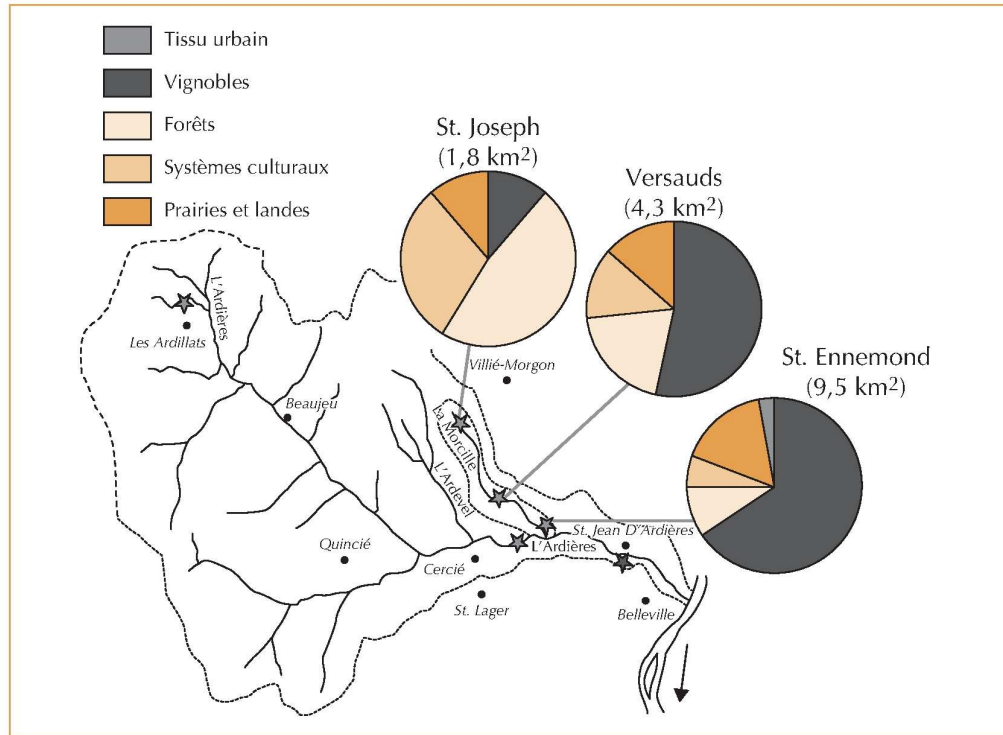 Tissu urbain
Vignobles
Forêts
Systèmes culturaux
Prairies et landes
St. Joseph
(1,8 km²)
Versauds
(4,3 km²)
St. Ennemond
(9,5 km²)
L'Ardières
Les Ardillats
Beaujeu
Villié-Morgon
La Morcille
L'Ardevel
Quincié
Cercié
St. Lager
L'Ardières
St. Jean D'Ardières
Belleville